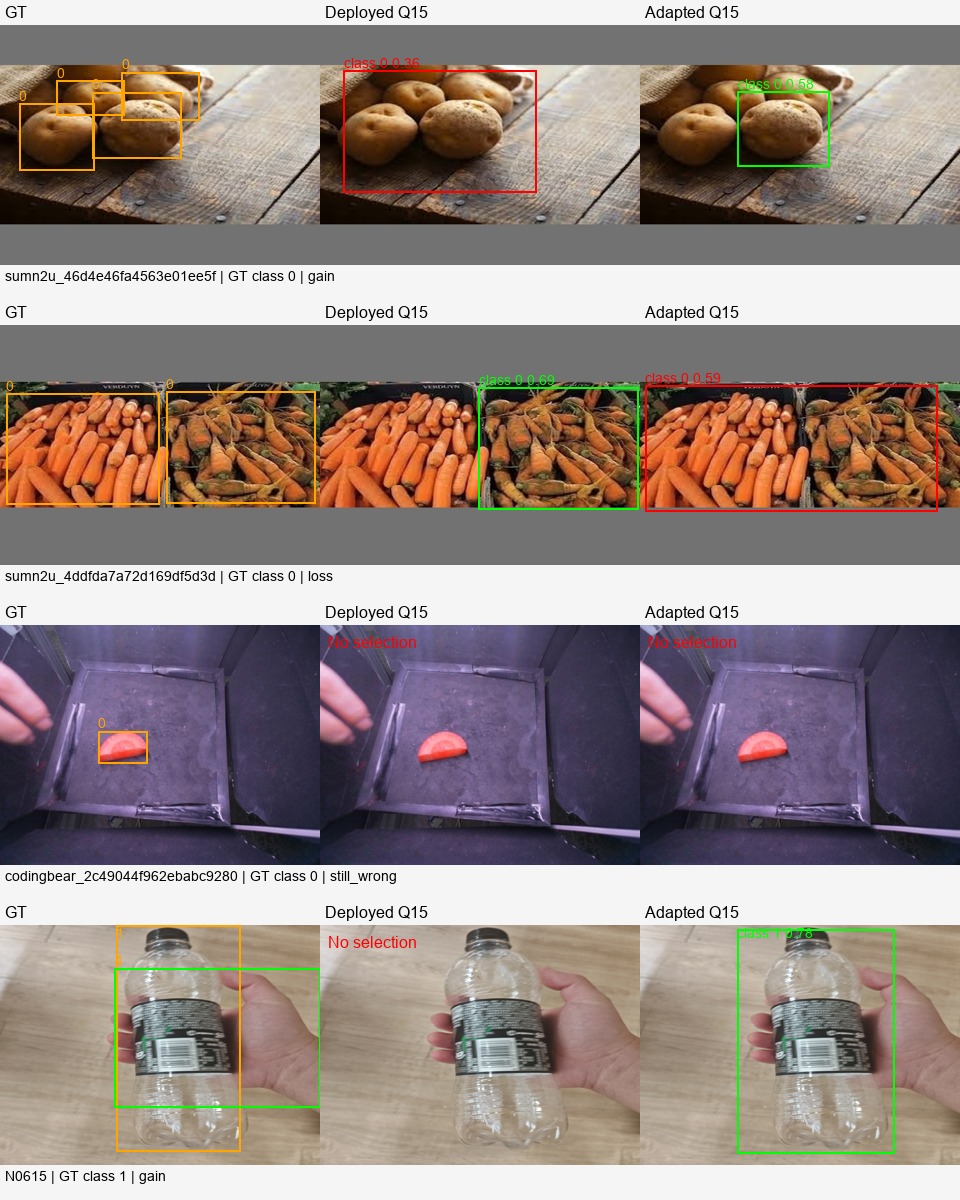 GT Deployed Q15 Adapted Q15
0
0
0
0
class 0 0.36
class 0 0.58
sumn2u_46d4e46fa4563e01ee5f | GT class 0 | gain
GT Deployed Q15 Adapted Q15
0
0
VERDUYN
VERDUYN
VERDUYN
class 0 0.69
class 0 0.59
sumn2u_4ddfda7a72d169df5d3d | GT class 0 | loss
GT Deployed Q15 Adapted Q15
No selection
No selection
0
codingbear_2c49044f962ebabc9280 | GT class 0 | still_wrong
GT Deployed Q15 Adapted Q15
No selection
class 1 0.78
N0615 | GT class 1 | gain